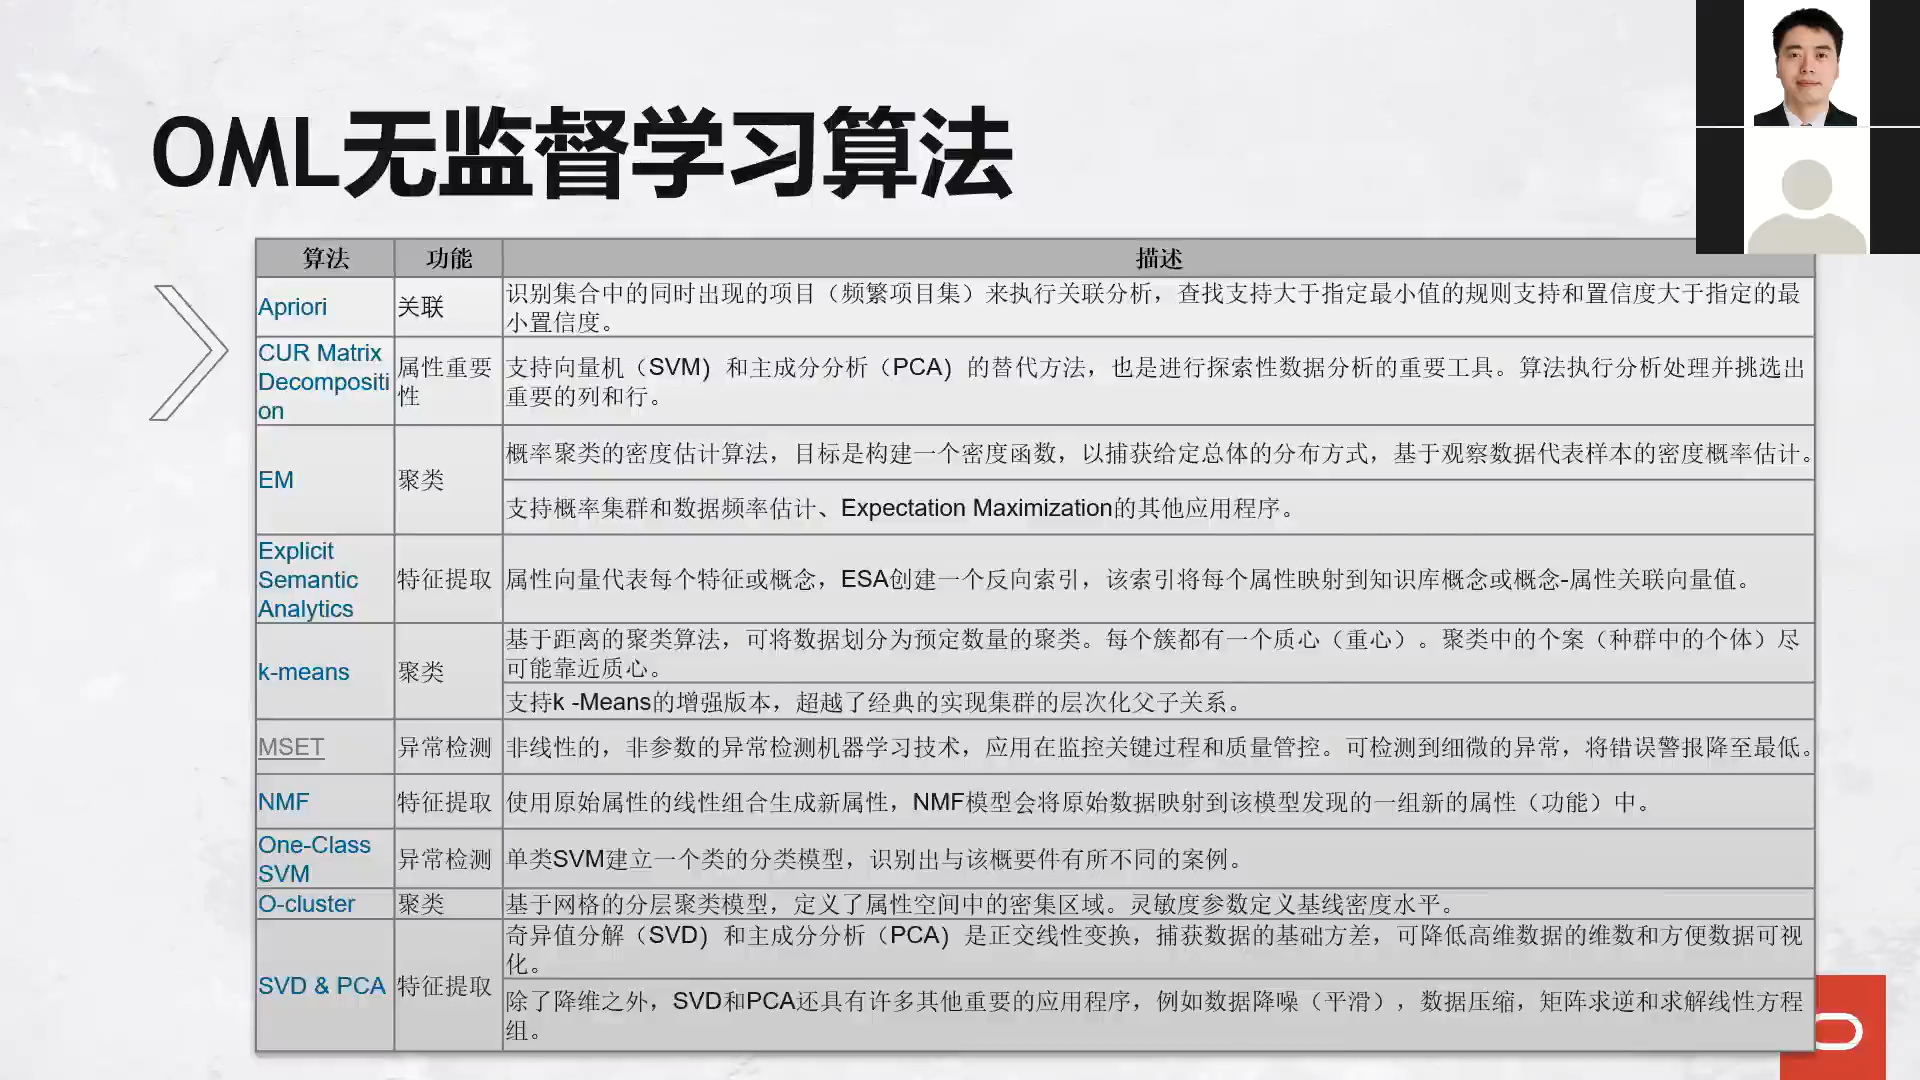 OML无监督学习算法
算法 功能 描述
Apriori 关联 识别集合中的同时出现的项目（频繁项目集）来执行关联分析，查找支持大于指定最小值的规则支持和置信度大于指定的最
小置信度。
CUR Matrix
Decompositi
on
属性重要
性
支持向量机（SVM）和主成分分析（PCA）的替代方法，也是进行探索性数据分析的重要工具。算法执行分析处理并挑选出
重要的列和行。
EM 聚类
概率聚类的密度估计算法，目标是构建一个密度函数，以捕获给定总体的分布方式，基于观察数据代表样本的密度概率估计。
支持概率集群和数据频率估计、Expectation Maximization的其他应用程序。
Explicit
Semantic
Analytics
特征提取 属性向量代表每个特征或概念，ESA创建一个反向索引，该索引将每个属性映射到知识库概念或概念-属性关联向量值。
k-means 聚类
基于距离的聚类算法，可将数据划分为预定数量的聚类。每个簇都有一个质心（重心）。聚类中的个案（种群中的个体）尽
可能靠近质心。
支持k -Means的增强版本，超越了经典的实现集群的层次化父子关系。
MSET 异常检测 非线性的，非参数的异常检测机器学习技术，应用在监控关键过程和质量管控。可检测到细微的异常，将错误警报降至最低。
NMF 特征提取 使用原始属性的线性组合生成新属性，NMF模型会将原始数据映射到该模型发现的一组新的属性（功能）中。
One-Class
SVM
异常检测 单类SVM建立一个类的分类模型，识别出与该概要件有所不同的案例。
O-cluster 聚类 基于网格的分层聚类模型，定义了属性空间中的密集区域。灵敏度参数定义基线密度水平。
SVD & PCA 特征提取
奇异值分解（SVD）和主成分分析（PCA）是正交线性变换，捕获数据的基础方差，可降低高维数据的维数和方便数据可视
化。
除了降维之外，SVD和PCA还具有许多其他重要的应用程序，例如数据降噪（平滑），数据压缩，矩阵求逆和求解线性方程
组。